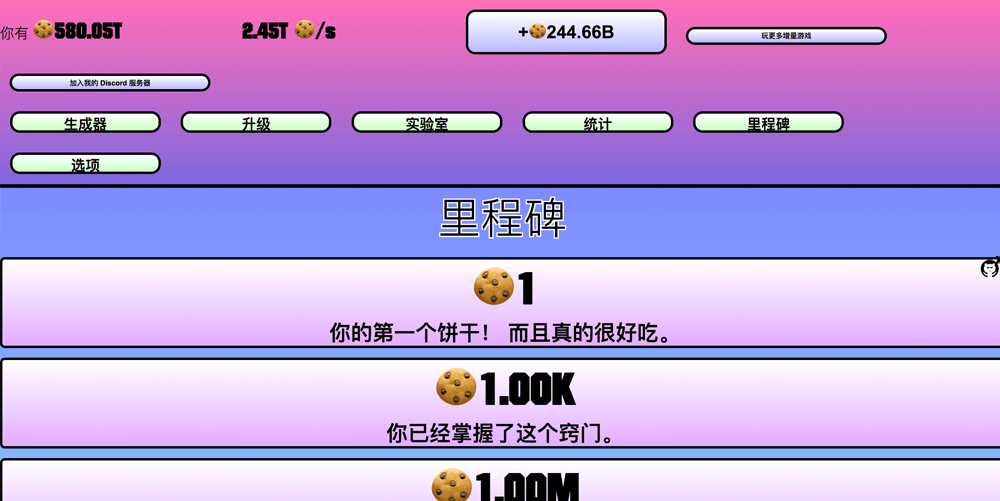 你有 580.05T
2.45T /s
+244.66B
玩更多增量游戏
加入我的 Discord 服务器
生成器
升级
实验室
统计
里程碑
选项
里程碑
1
你的第一个饼干! 而且真的很好吃。
1.00K
你已经掌握了这个窍门。
1.00M